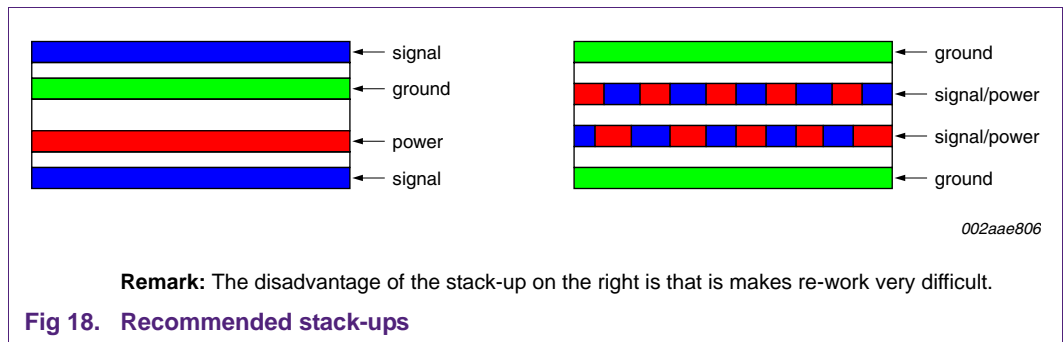 signal
ground
power
signal
ground
signal/power
signal/power
ground
002aae806
Remark: The disadvantage of the stack-up on the right is that is makes re-work very difficult.
Fig 18. Recommended stack-ups